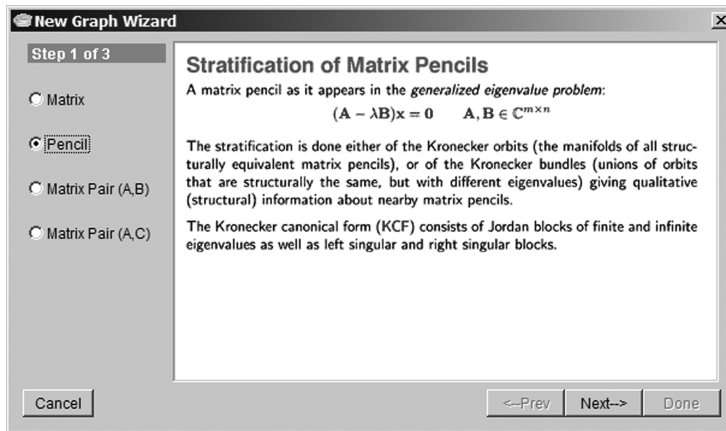 New Graph Wizard
Step 1 of 3
Matrix
Pencil
Matrix Pair (A,B)
Matrix Pair (A,C)
Stratification of Matrix Pencils
A matrix pencil as it appears in the generalized eigenvalue problem:
(A − λB)x = 0 A, B ∈ ℂᵐˣⁿ
The stratification is done either of the Kronecker orbits (the manifolds of all struc-
turally equivalent matrix pencils), or of the Kronecker bundles (unions of orbits
that are structurally the same, but with different eigenvalues) giving qualitative
(structural) information about nearby matrix pencils.
The Kronecker canonical form (KCF) consists of Jordan blocks of finite and infinite
eigenvalues as well as left singular and right singular blocks.
Cancel
<--Prev
Next-->
Done